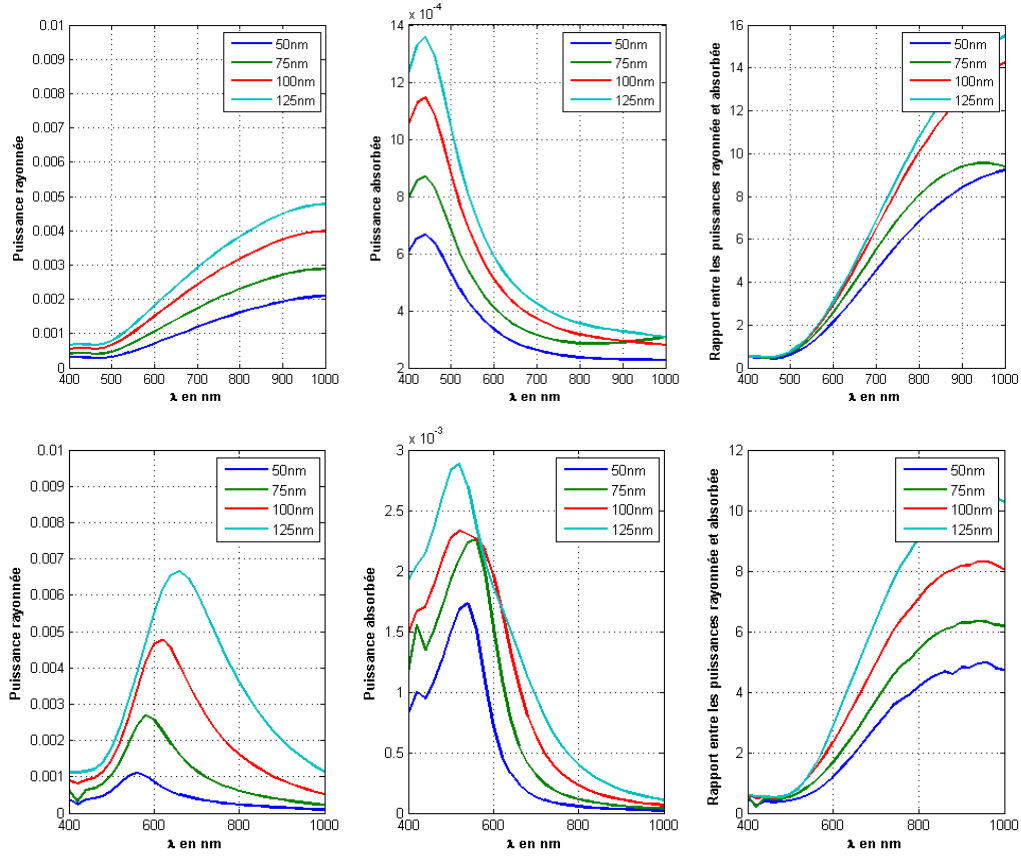 Puissance rayonnée
0.01
0.009
0.008
0.007
0.006
0.005
0.004
0.003
0.002
0.001
0
400 500 600 700 800 900 1000
λ en nm
50nm
75nm
100nm
125nm
x 10⁻⁴
Puissance absorbée
14
12
10
8
6
4
2
400 500 600 700 800 900 1000
λ en nm
50nm
75nm
100nm
125nm
Rapport entre les puissances rayonnée et absorbée
16
14
12
10
8
6
4
2
0
400 500 600 700 800 900 1000
λ en nm
50nm
75nm
100nm
125nm
Puissance rayonnée
0.01
0.009
0.008
0.007
0.006
0.005
0.004
0.003
0.002
0.001
0
400 600 800 1000
λ en nm
50nm
75nm
100nm
125nm
x 10⁻³
Puissance absorbée
3
2.5
2
1.5
1
0.5
0
400 600 800 1000
λ en nm
50nm
75nm
100nm
125nm
Rapport entre les puissances rayonnée et absorbée
12
10
8
6
4
2
0
400 500 600 700 800 900 1000
λ en nm
50nm
75nm
100nm
125nm